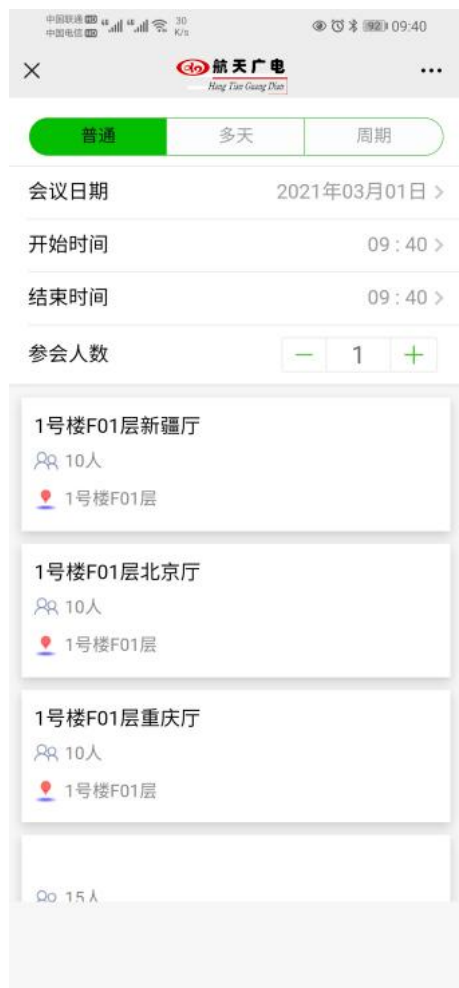 中国联通 HD 46 46 30 92 09:40
中国电信 HD K/s
航天广电
Hang Tian Guang Dian
普通 多天 周期
会议日期 2021年03月01日
开始时间 09 : 40
结束时间 09 : 40
参会人数 − 1 +
1号楼F01层新疆厅
10人
1号楼F01层
1号楼F01层北京厅
10人
1号楼F01层
1号楼F01层重庆厅
10人
1号楼F01层
15人